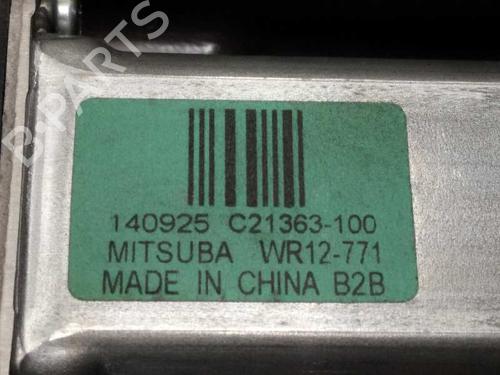 B-PARTS
140925 C21363-100
MITSUBA WR12-771
MADE IN CHINA B2B